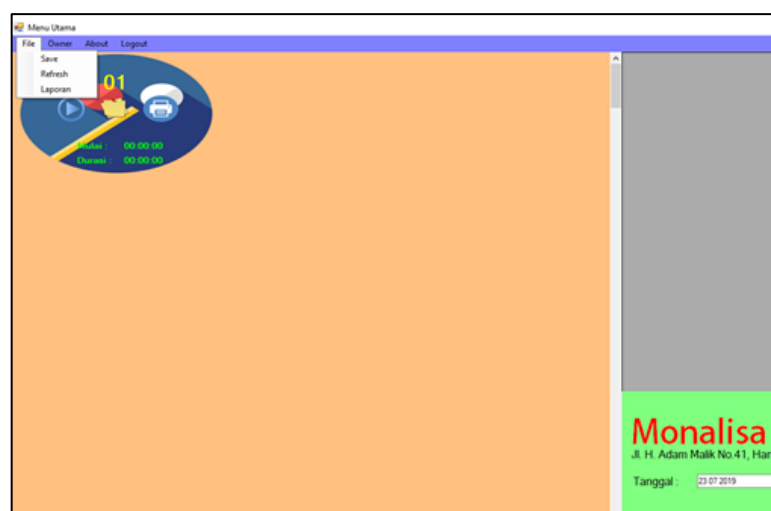 Menu Utama
File Owner About Logout
Save
Refresh
Laporan
01
Mulai : 00:00:00
Durasi : 00:00:00
Monalisa
Jl. H. Adam Malik No.41, Har
Tanggal : 23 07 2019